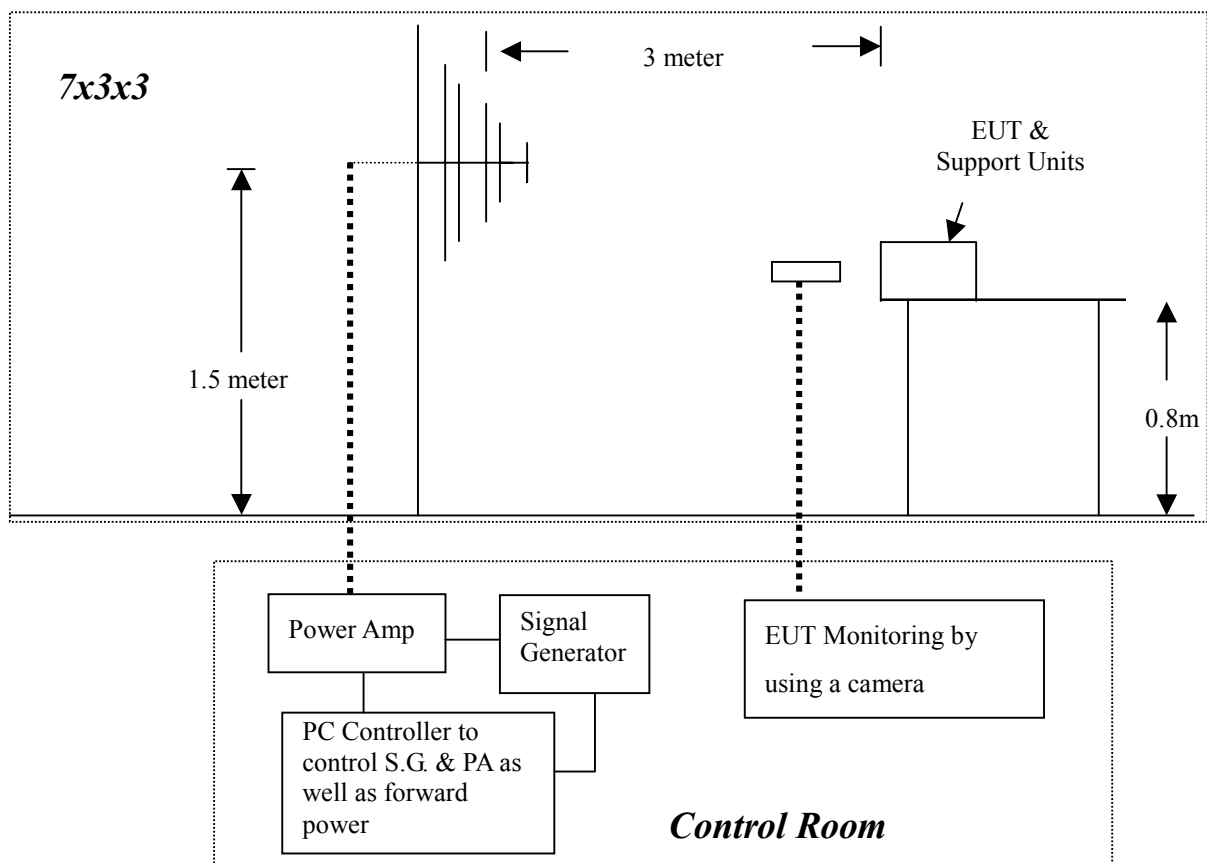 3 meter
7x3x3
EUT &
Support Units
1.5 meter
0.8m
Power Amp
Signal
Generator
EUT Monitoring by
using a camera
PC Controller to
control S.G. & PA as
well as forward
power
Control Room